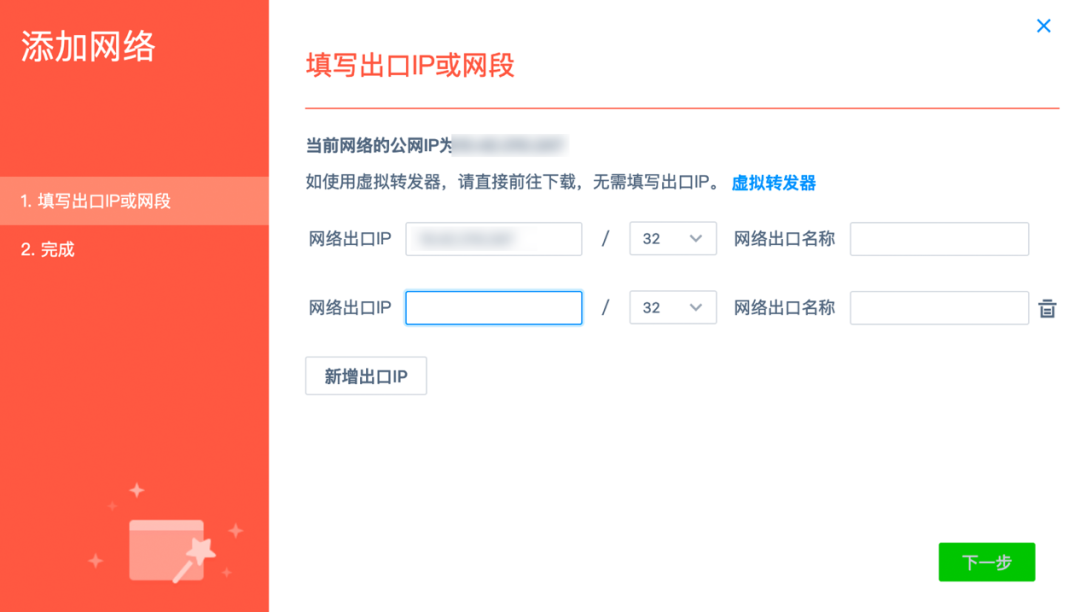 添加网络
1. 填写出口IP或网段
2. 完成
填写出口IP或网段
当前网络的公网IP为
如使用虚拟转发器，请直接前往下载，无需填写出口IP。 虚拟转发器
网络出口IP / 32 网络出口名称
网络出口IP / 32 网络出口名称
新增出口IP
下一步